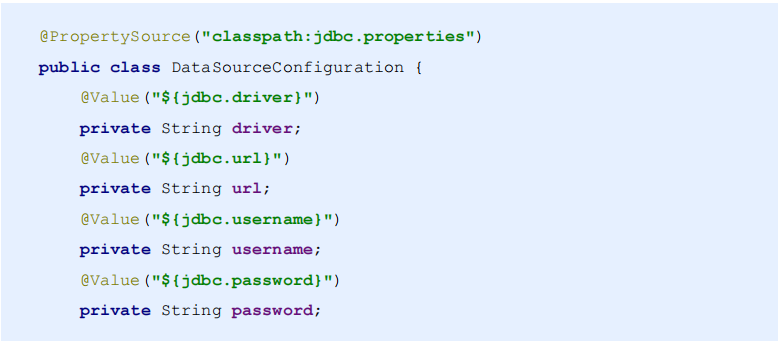 @PropertySource("classpath:jdbc.properties")
public class DataSourceConfiguration {
@Value("${jdbc.driver}")
private String driver;
@Value("${jdbc.url}")
private String url;
@Value("${jdbc.username}")
private String username;
@Value("${jdbc.password}")
private String password;